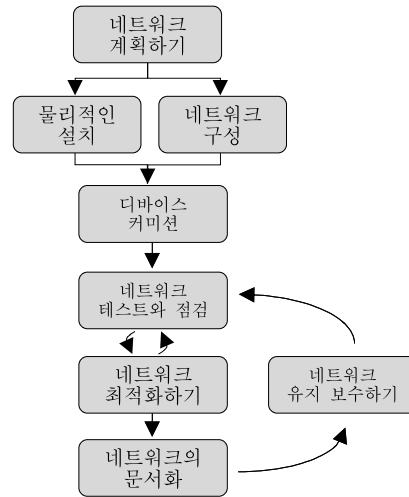 네트워크
계획하기
물리적인
설치
네트워크
구성
디바이스
커미션
네트워크
테스트와 점검
네트워크
최적화하기
네트워크
유지 보수하기
네트워크의
문서화